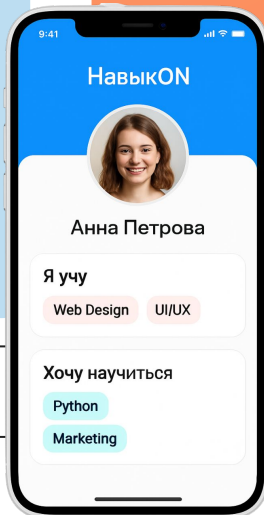 9:41
НавыкON
Анна Петрова
Я учу
Web Design UI/UX
Хочу научиться
Python
Marketing